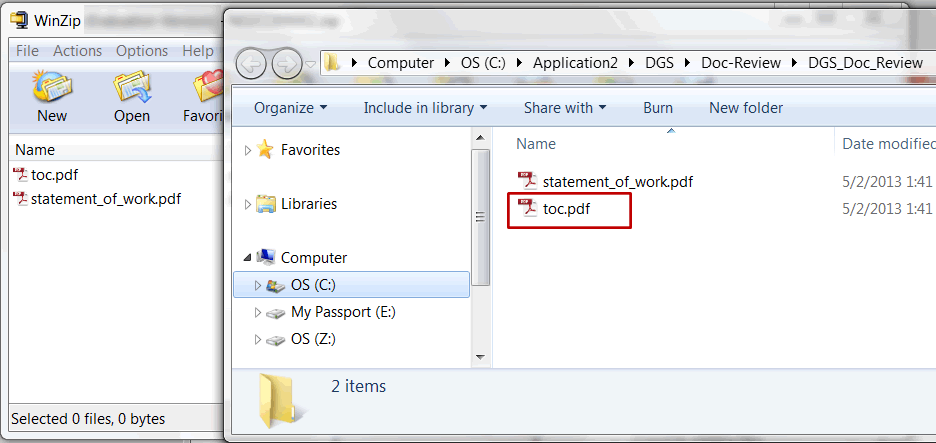 WinZip
File Actions Options Help
New Open Favori
Name
toc.pdf
statement_of_work.pdf
Selected 0 files, 0 bytes
Computer OS (C:) Application2 DGS Doc-Review DGS_Doc_Review
Organize Include in library Share with Burn New folder
Favorites
Libraries
Computer
OS (C:)
My Passport (E:)
OS (Z:)
Name Date modified
statement_of_work.pdf 5/2/2013 1:41
toc.pdf 5/2/2013 1:41
2 items